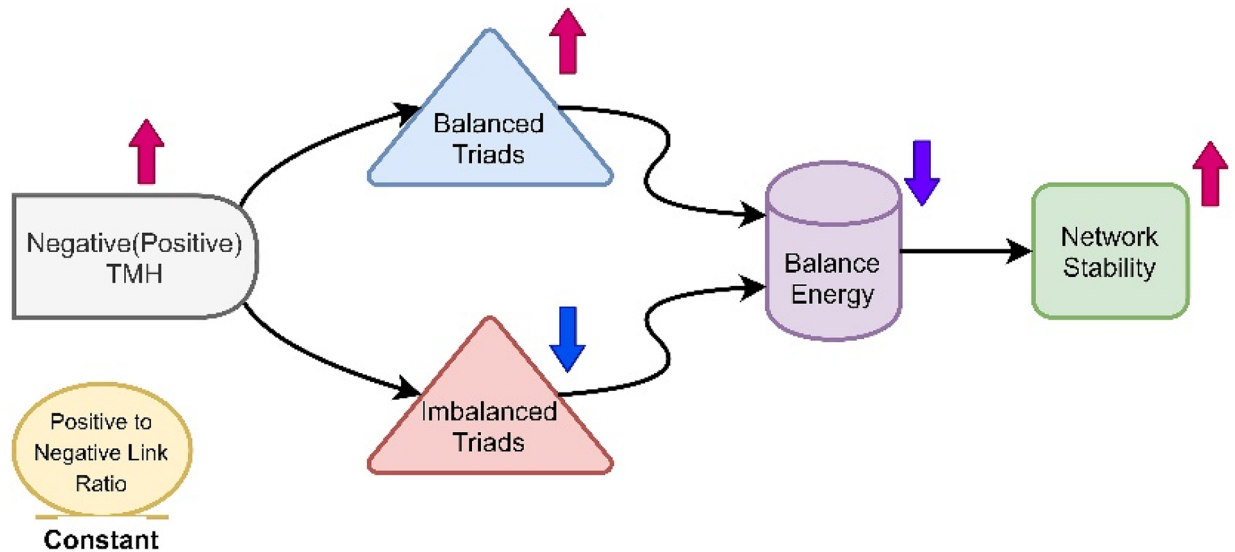 Balanced
Triads
Negative(Positive)
TMH
Balance
Energy
Network
Stability
Imbalanced
Triads
Positive to
Negative Link
Ratio
Constant